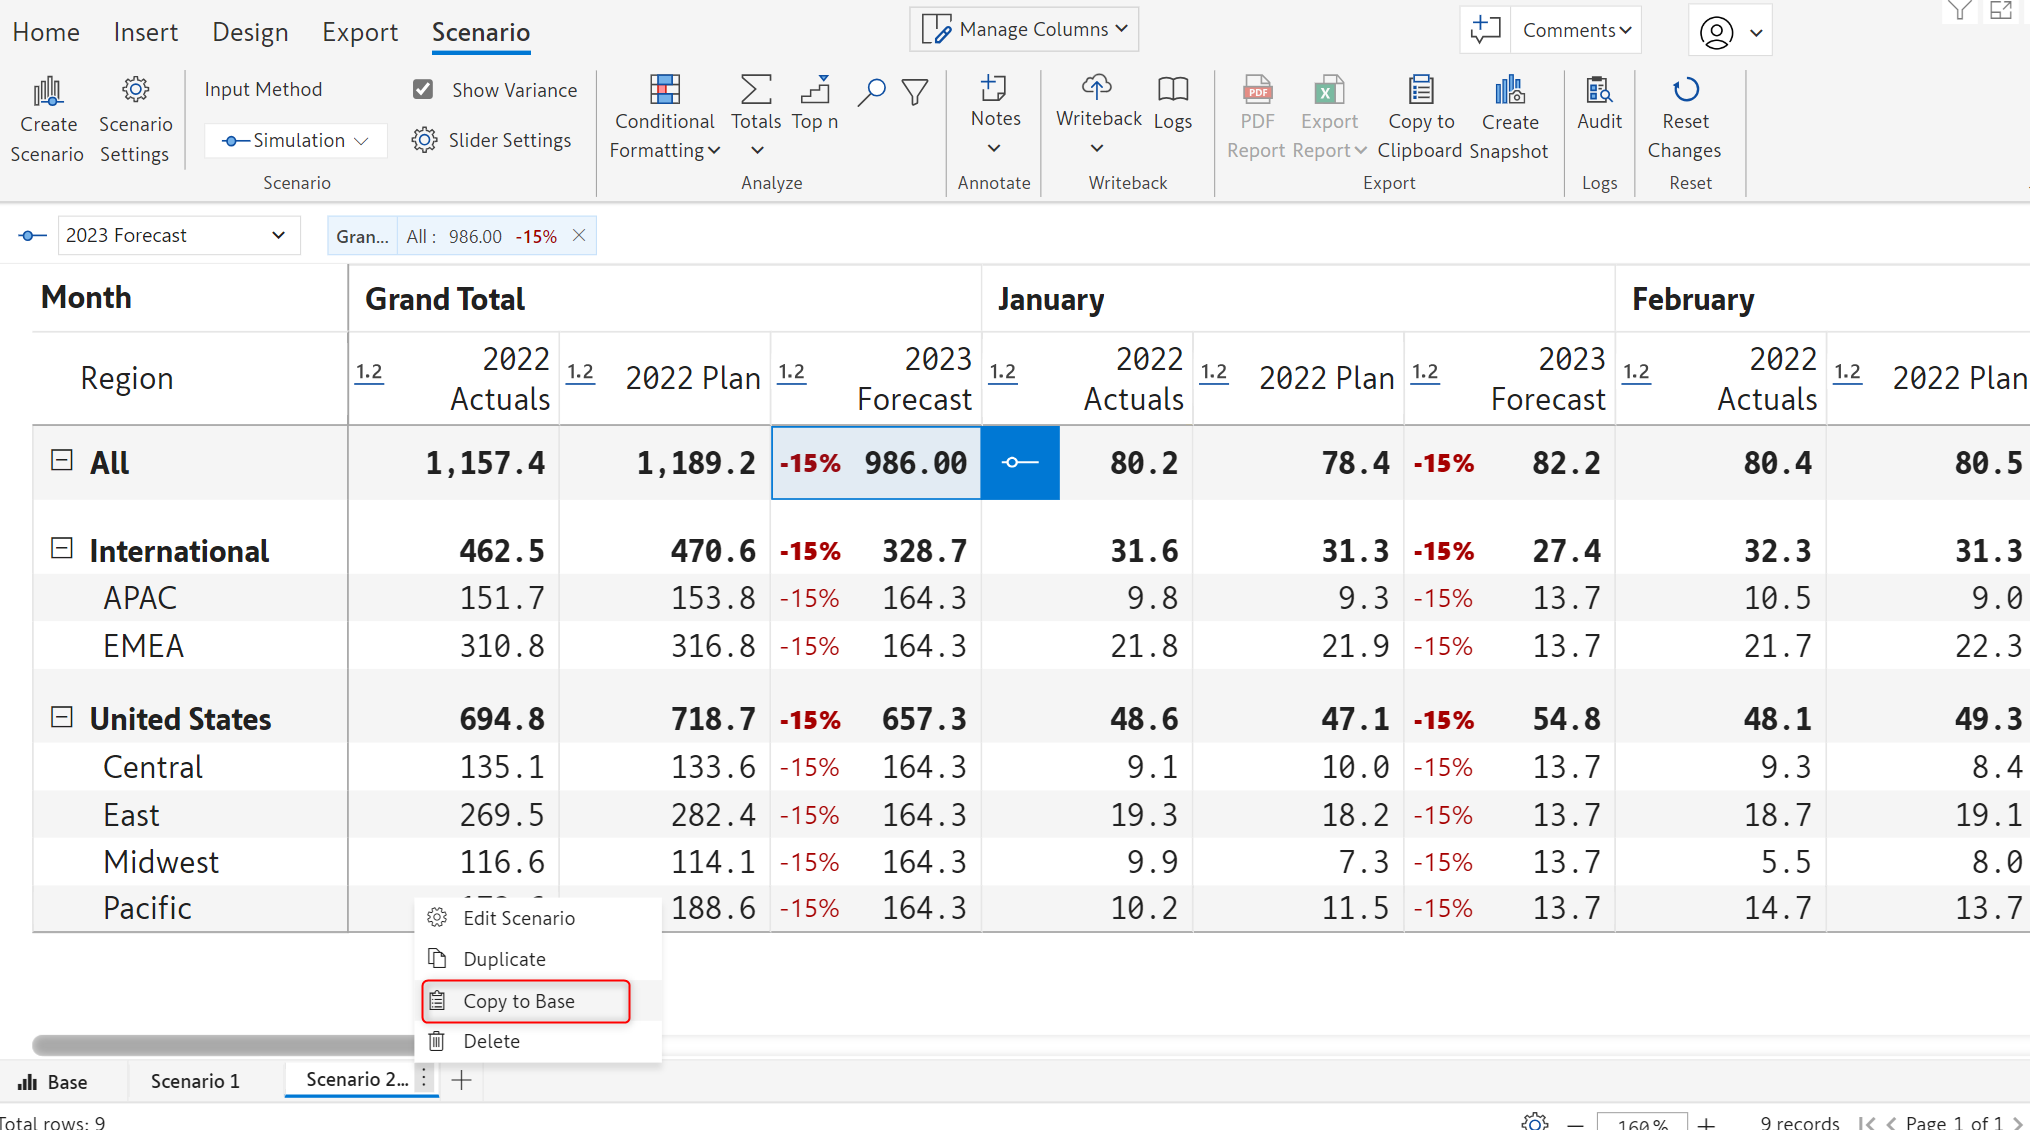 Home Insert Design Export Scenario Manage Columns Comments
Create Scenario
Scenario Settings
Input Method
Simulation
Show Variance
Slider Settings
Scenario
Conditional Formatting
Totals
Top n
Analyze
Notes
Annotate
Writeback
Logs
Writeback
PDF Report
Export Report
Copy to Clipboard
Create Snapshot
Export
Audit
Logs
Reset Changes
Reset
2023 Forecast Gran... All : 986.00 -15%
Month Grand Total January February
Region 1.2 2022 Actuals 1.2 2022 Plan 1.2 2023 Forecast 1.2 2022 Actuals 1.2 2022 Plan 1.2 2023 Forecast 1.2 2022 Actuals 1.2 2022 Plan
All 1,157.4 1,189.2 -15% 986.00 80.2 78.4 -15% 82.2 80.4 80.5
International 462.5 470.6 -15% 328.7 31.6 31.3 -15% 27.4 32.3 31.3
APAC 151.7 153.8 -15% 164.3 9.8 9.3 -15% 13.7 10.5 9.0
EMEA 310.8 316.8 -15% 164.3 21.8 21.9 -15% 13.7 21.7 22.3
United States 694.8 718.7 -15% 657.3 48.6 47.1 -15% 54.8 48.1 49.3
Central 135.1 133.6 -15% 164.3 9.1 10.0 -15% 13.7 9.3 8.4
East 269.5 282.4 -15% 164.3 19.3 18.2 -15% 13.7 18.7 19.1
Midwest 116.6 114.1 -15% 164.3 9.9 7.3 -15% 13.7 5.5 8.0
Pacific 188.6 -15% 164.3 10.2 11.5 -15% 13.7 14.7 13.7
Edit Scenario
Duplicate
Copy to Base
Delete
Base Scenario 1 Scenario 2...
Total rows: 9 160 % 9 records Page 1 of 1